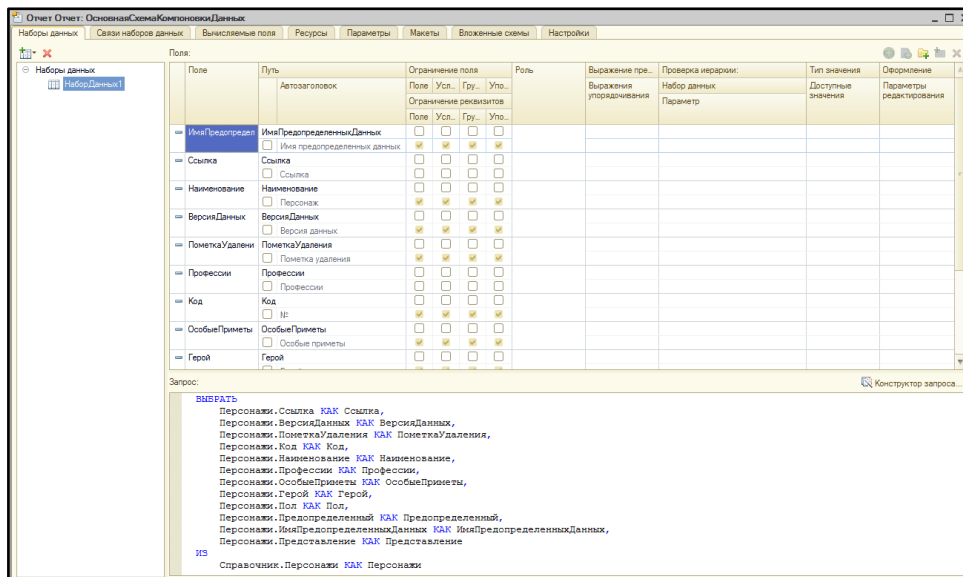 Отчет Отчет: ОсновнаяСхемаКомпоновкиДанных
Наборы данных Связи наборов данных Вычисляемые поля Ресурсы Параметры Макеты Вложенные схемы Настройки
Наборы данных
НаборДанных1
Поля:
Поле Путь Ограничение поля Роль Выражение пре... Проверка иерархии: Тип значения Оформление
Автозаголовок Поле Усл... Гру... Упо... Выражения упорядочивания Набор данных Доступные значения Параметры редактирования
Ограничение реквизитов Параметр
Поле Усл... Гру... Упо...
ИмяПредопредел ИмяПредопределенныхДанных
Имя предопределенных данных
Ссылка Ссылка
Ссылка
Наименование Наименование
Персонаж
ВерсияДанных ВерсияДанных
Версия данных
ПометкаУдалени ПометкаУдаления
Пометка удаления
Профессии Профессии
Профессии
Код Код
№
ОсобыеПриметы ОсобыеПриметы
Особые приметы
Герой Герой
Запрос: Конструктор запроса...
ВЫБРАТЬ
Персонажи.Ссылка КАК Ссылка,
Персонажи.ВерсияДанных КАК ВерсияДанных,
Персонажи.ПометкаУдаления КАК ПометкаУдаления,
Персонажи.Код КАК Код,
Персонажи.Наименование КАК Наименование,
Персонажи.Профессии КАК Профессии,
Персонажи.ОсобыеПриметы КАК ОсобыеПриметы,
Персонажи.Герой КАК Герой,
Персонажи.Пол КАК Пол,
Персонажи.Предопределенный КАК Предопределенный,
Персонажи.ИмяПредопределенныхДанных КАК ИмяПредопределенныхДанных,
Персонажи.Представление КАК Представление
ИЗ
Справочник.Персонажи КАК Персонажи